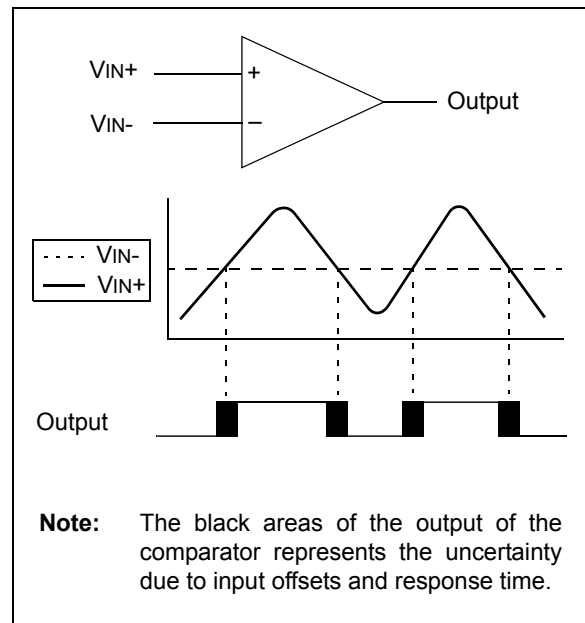 VIN+
+
Output
VIN-
–
VIN-
VIN+
Output
Note: The black areas of the output of the
comparator represents the uncertainty
due to input offsets and response time.